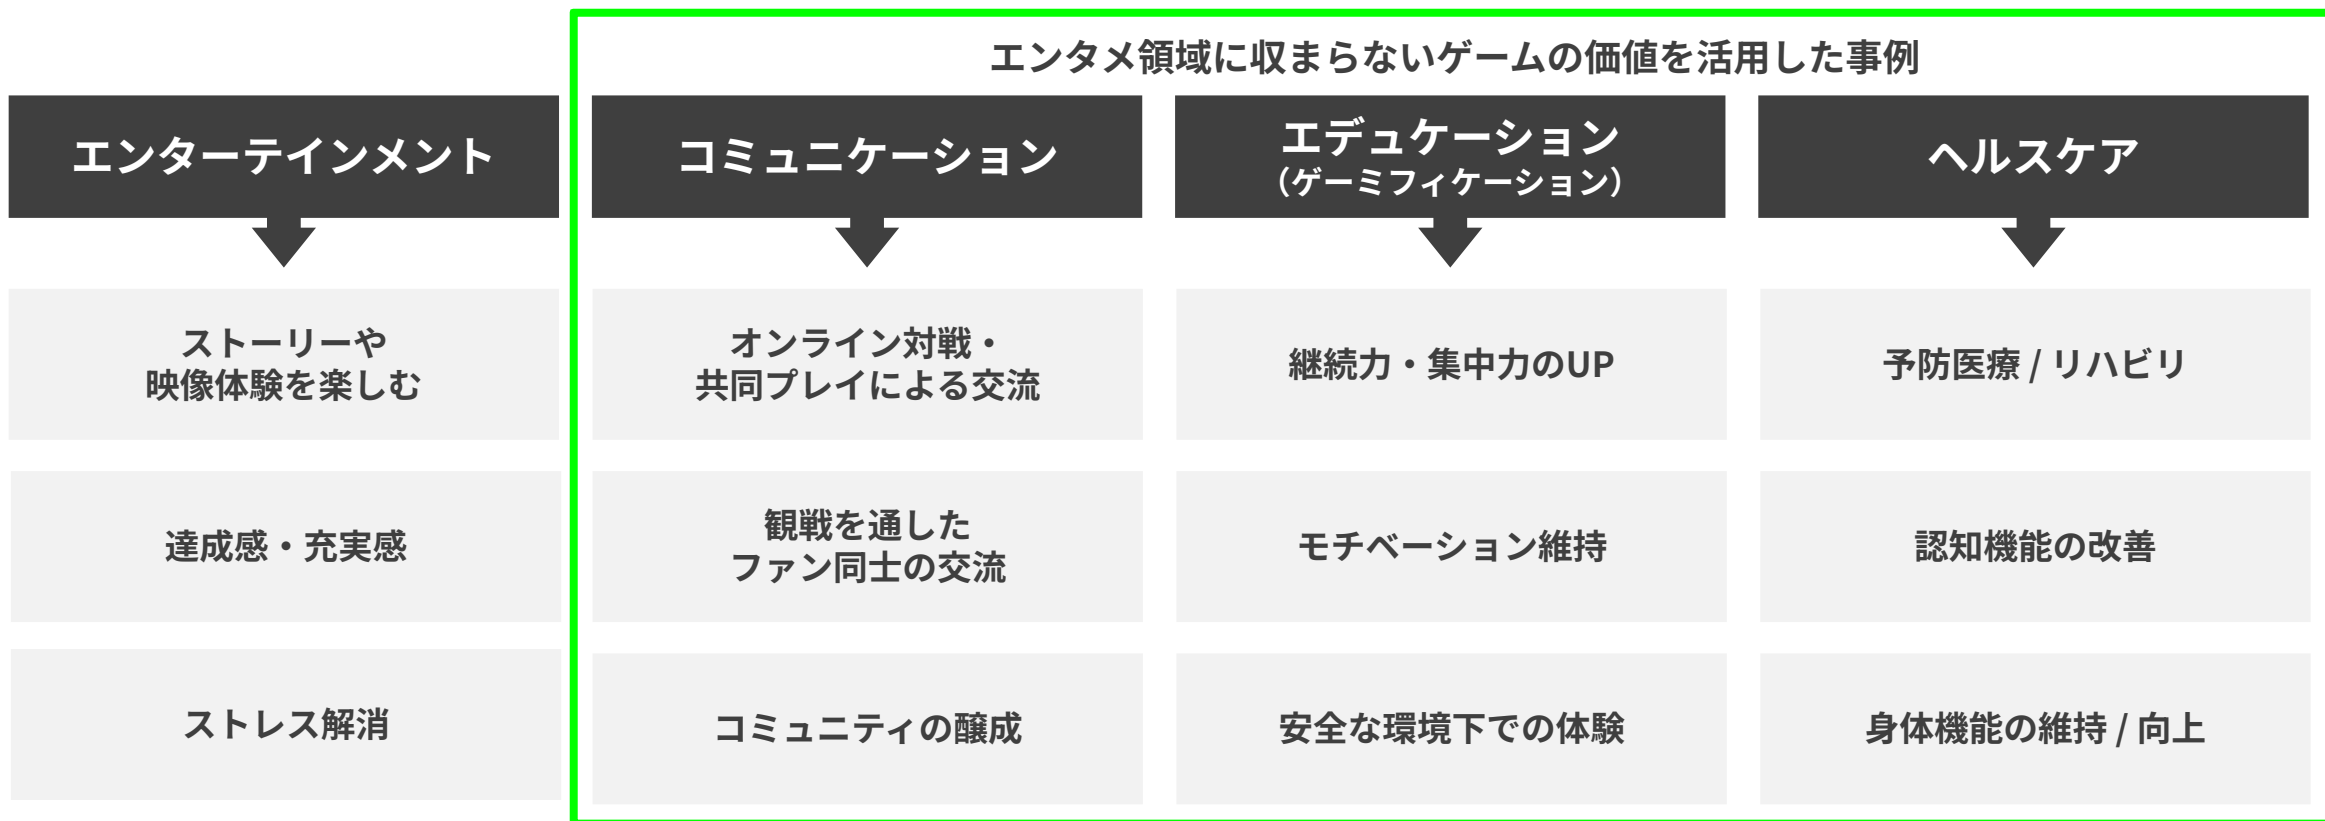 エンタメ領域に収まらないゲームの価値を活用した事例
エンターテインメント
コミュニケーション
エデュケーション
（ゲーミフィケーション）
ヘルスケア
ストーリーや
映像体験を楽しむ
オンライン対戦・
共同プレイによる交流
継続力・集中力のUP
予防医療 / リハビリ
達成感・充実感
観戦を通した
ファン同士の交流
モチベーション維持
認知機能の改善
ストレス解消
コミュニティの醸成
安全な環境下での体験
身体機能の維持 / 向上